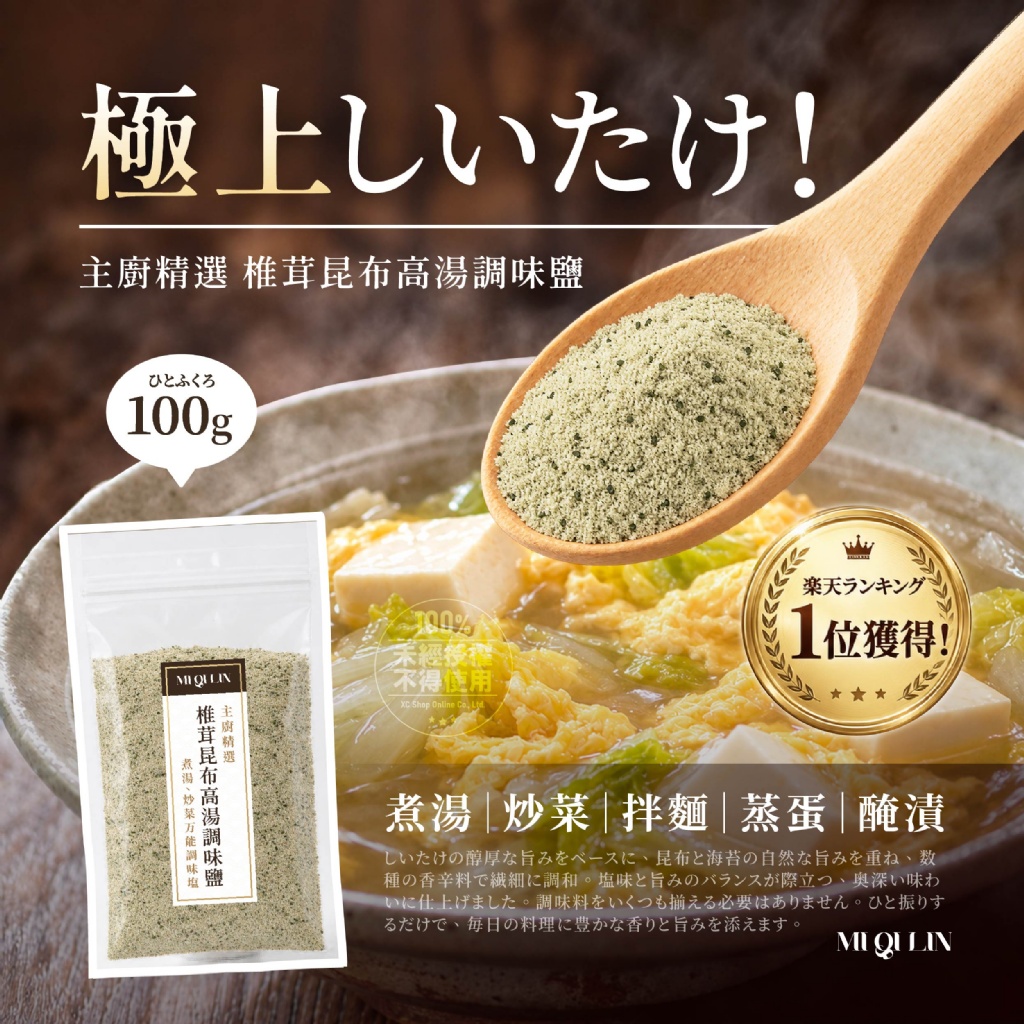 極上しいたけ!
主廚精選 椎茸昆布高湯調味鹽
ひとふくろ
100g
楽天ランキング
1位獲得!
MUQULIN
主廚精選
椎茸昆布高湯調味鹽
煮湯、炒菜万能調味塩
100%
未經授權
不得使用
XC Shop Online Co., Ltd.
煮湯|炒菜|拌麵|蒸蛋|醃漬
しいたけの醇厚な旨みをベースに、昆布と海苔の自然な旨みを重ね、数
種の香辛料で繊細に調和。塩味と旨みのバランスが際立つ、奥深い味わ
いに仕上げました。調味料をいくつも揃える必要はありません。ひと振りす
るだけで、毎日の料理に豊かな香りと旨みを添えます。
MUQULIN